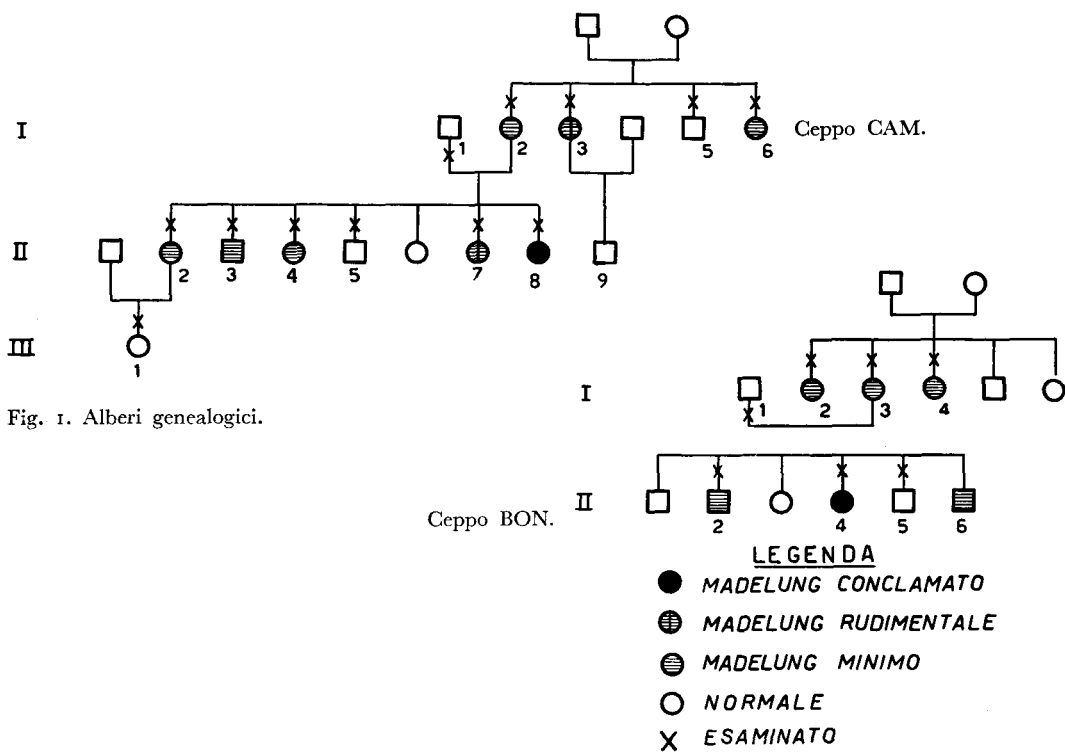 I
1 2 3 5 6
Ceppo CAM.
II
2 3 4 5 7 8 9
III
1
Fig. 1. Alberi genealogici.
I
1 2 3 4
Ceppo BON.
II
2 4 5 6
LEGENDA
MADELUNG CONCLAMATO
MADELUNG RUDIMENTALE
MADELUNG MINIMO
NORMALE
X ESAMINATO